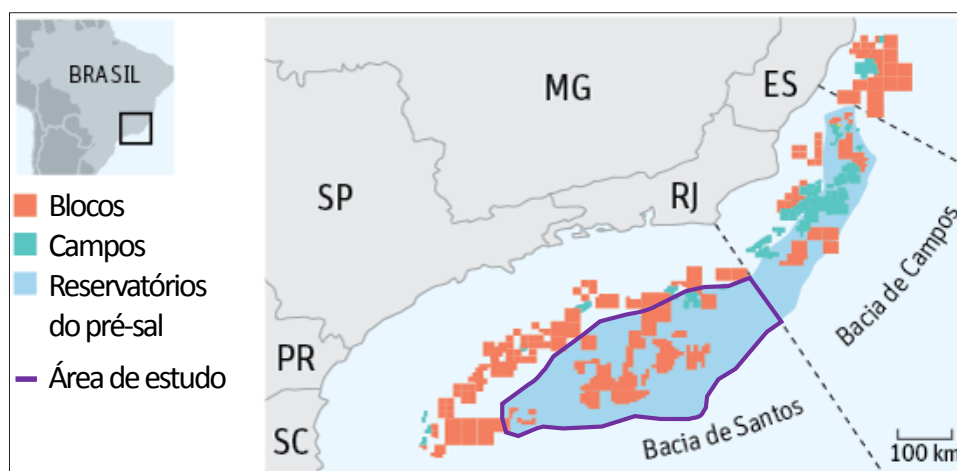 BRASIL
Blocos
Campos
Reservatórios
do pré-sal
Área de estudo
MG
ES
SP
RJ
PR
SC
Bacia de Campos
Bacia de Santos
100 km